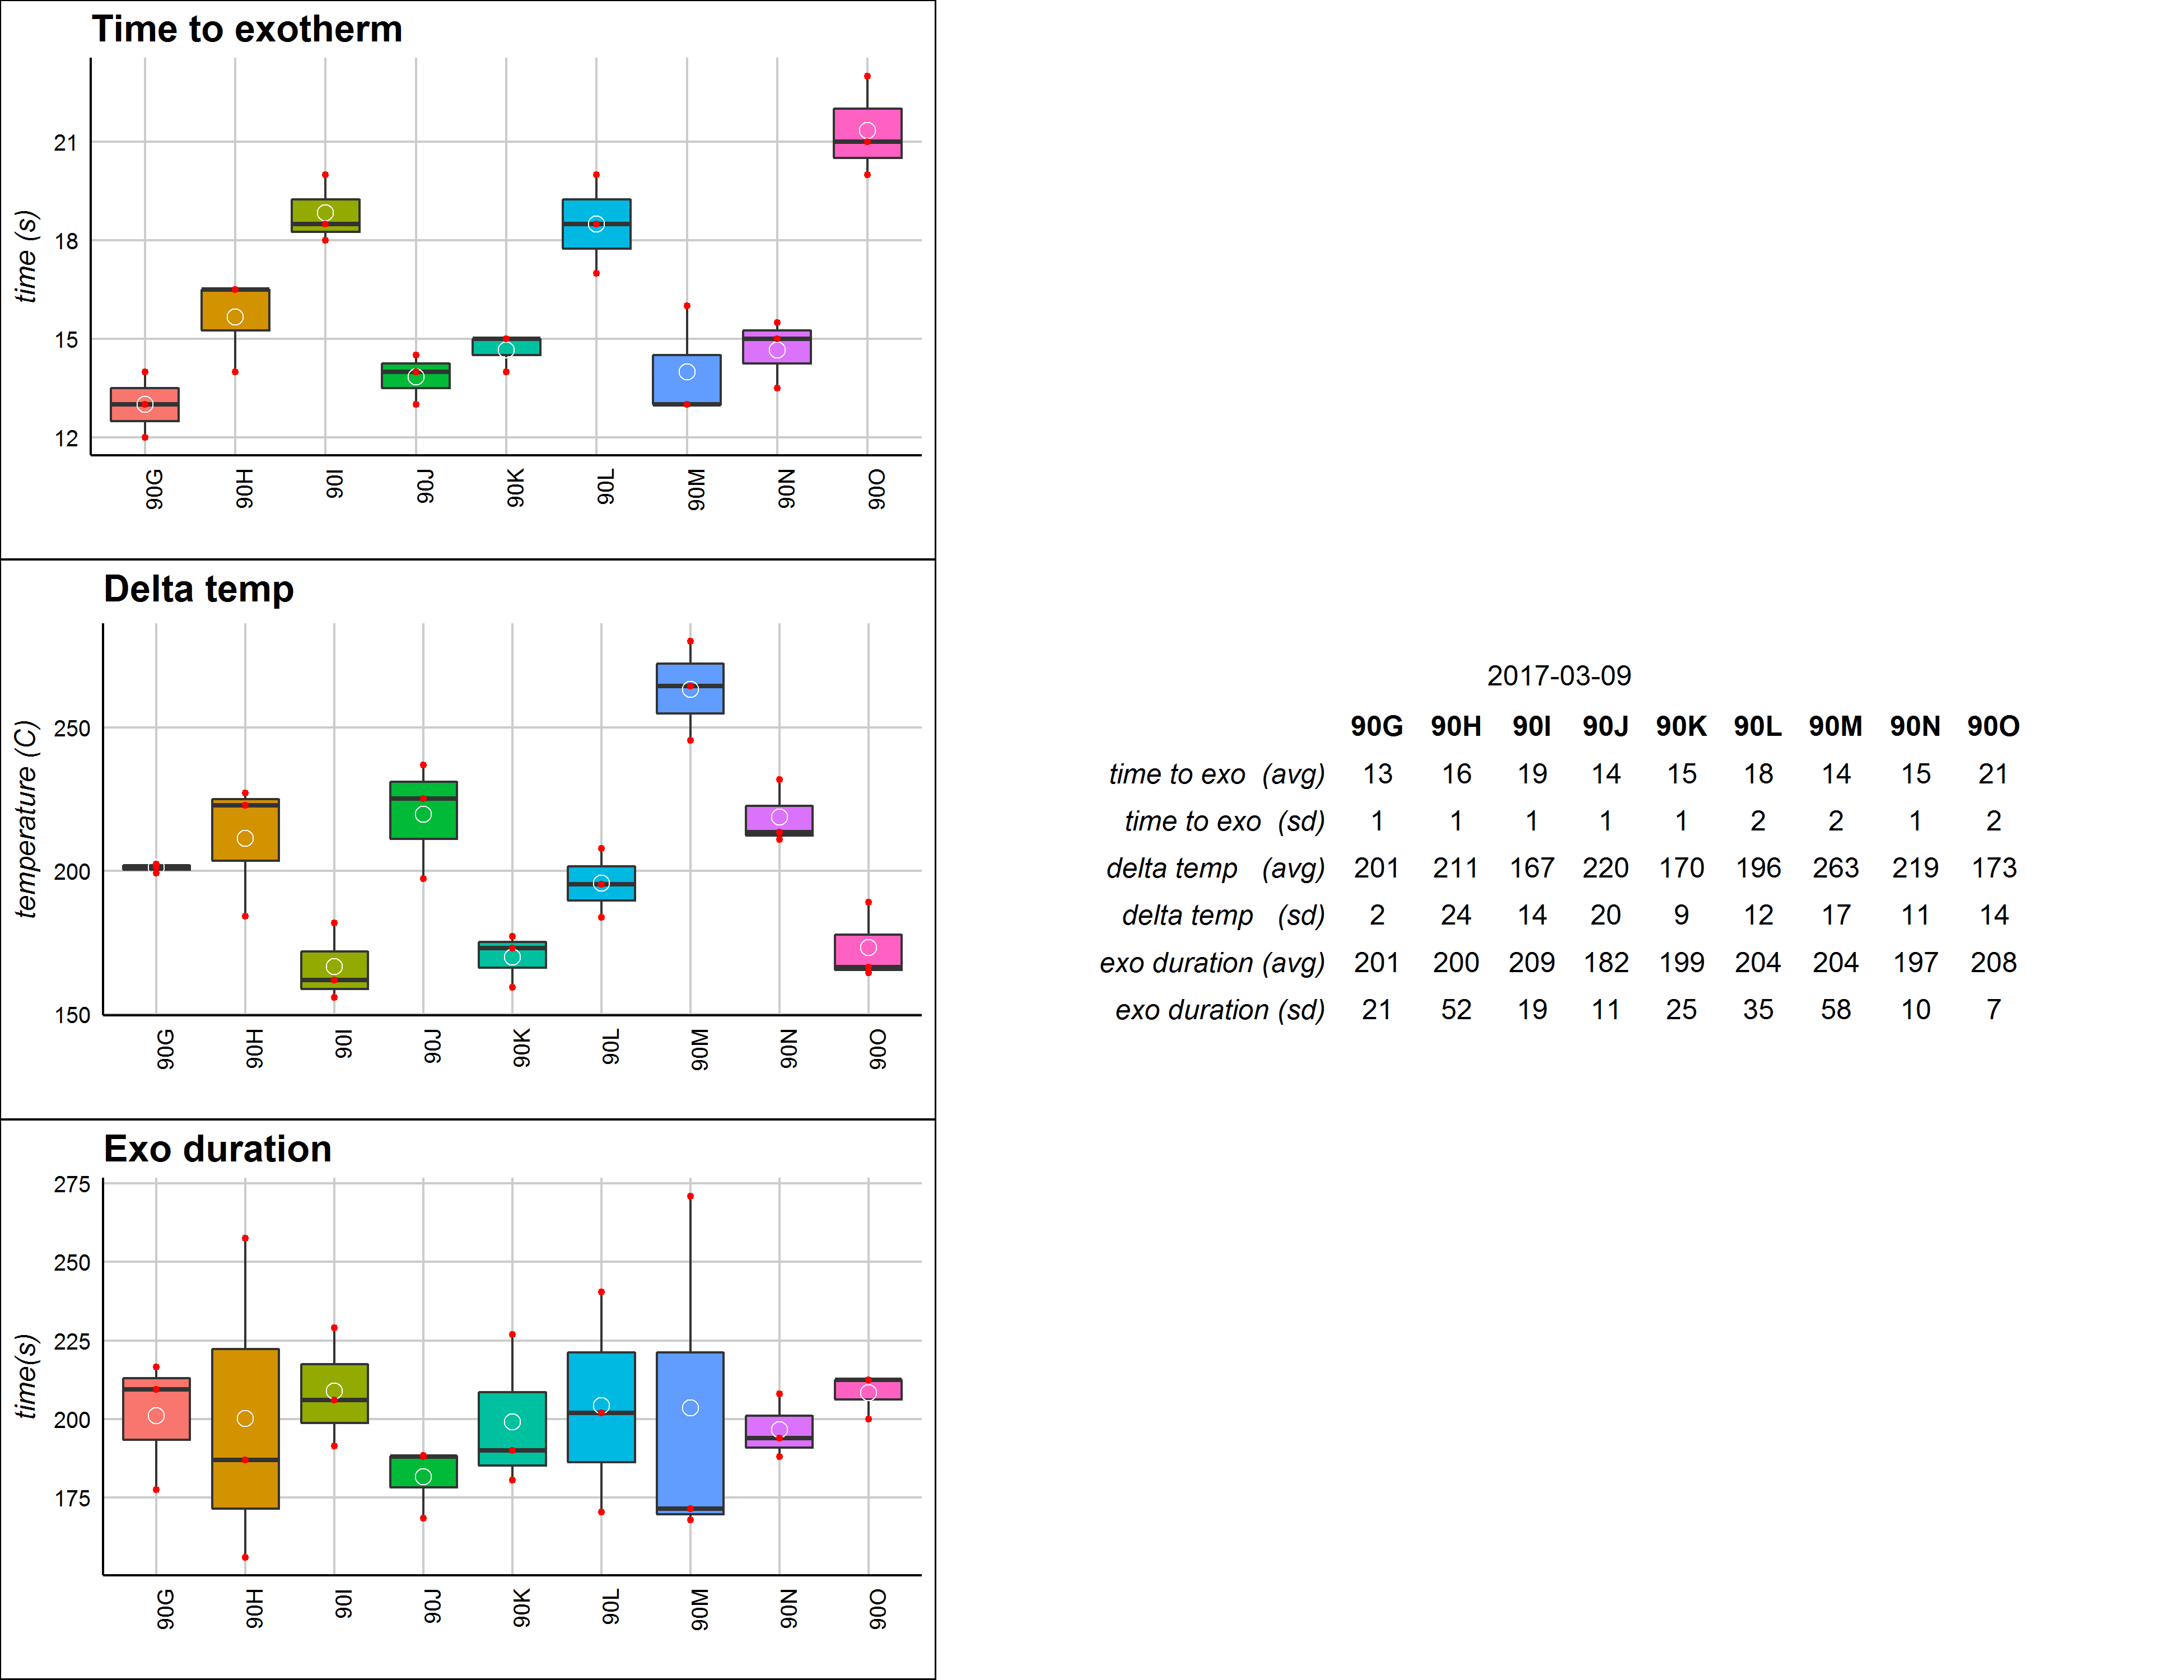 Time to exotherm
time (s)
21
18
15
12
90G 90H 90I 90J 90K 90L 90M 90N 90O
Delta temp
temperature (C)
250
200
150
90G 90H 90I 90J 90K 90L 90M 90N 90O
Exo duration
time(s)
275
250
225
200
175
90G 90H 90I 90J 90K 90L 90M 90N 90O
2017-03-09
90G 90H 90I 90J 90K 90L 90M 90N 90O
time to exo (avg) 13 16 19 14 15 18 14 15 21
time to exo (sd) 1 1 1 1 1 2 2 1 2
delta temp (avg) 201 211 167 220 170 196 263 219 173
delta temp (sd) 2 24 14 20 9 12 17 11 14
exo duration (avg) 201 200 209 182 199 204 204 197 208
exo duration (sd) 21 52 19 11 25 35 58 10 7